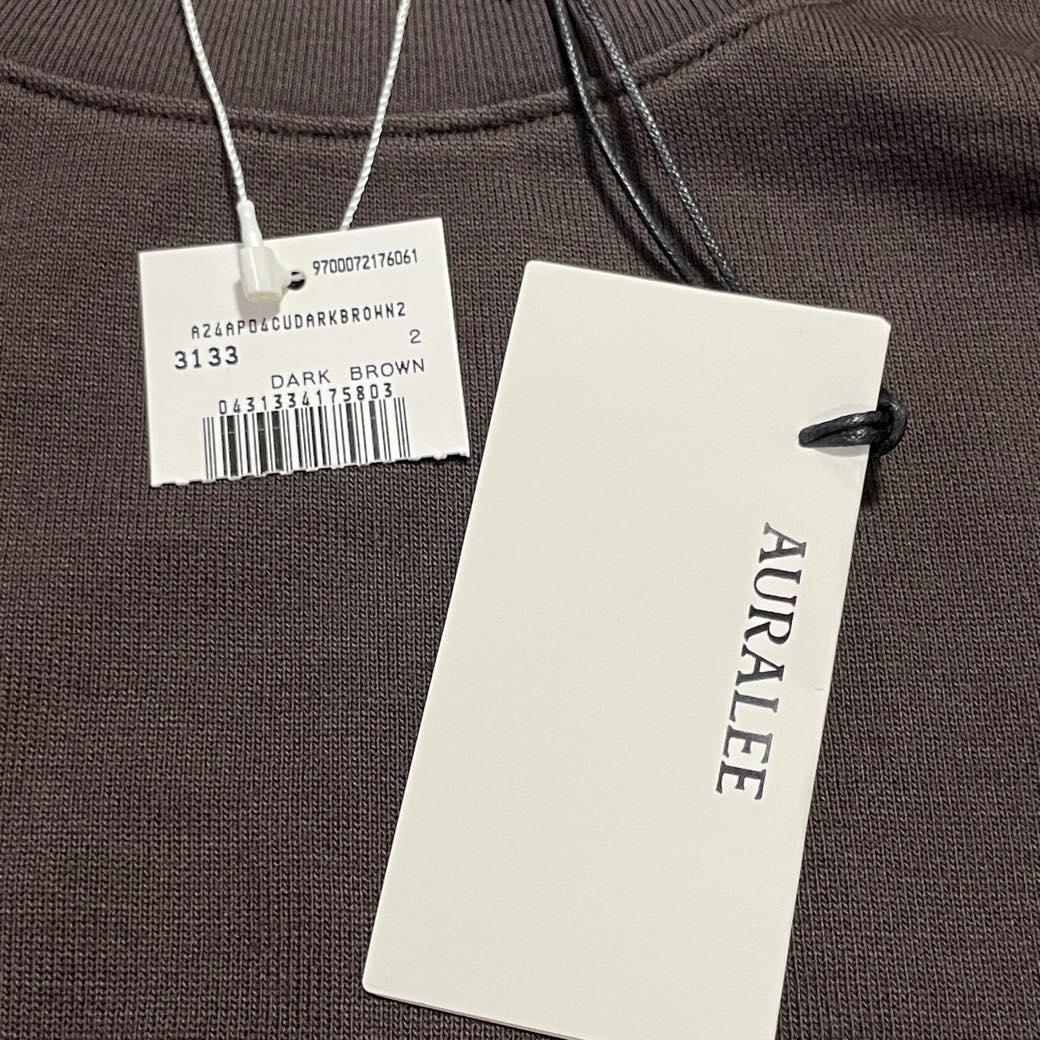 9700072176061
A24AP04CUDARKBROWN2
3133 2
DARK BROWN
0431334175803
AURALEE